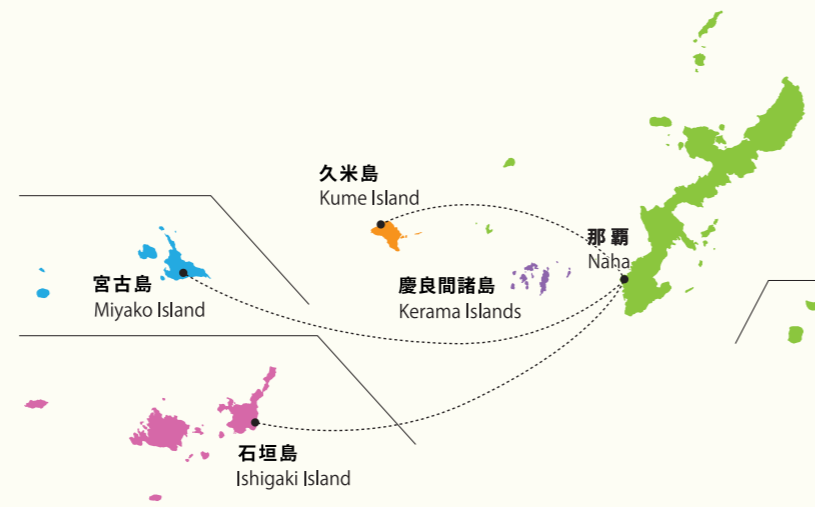 久米島
Kume Island
那覇
Naha
宮古島
Miyako Island
慶良間諸島
Kerama Islands
石垣島
Ishigaki Island